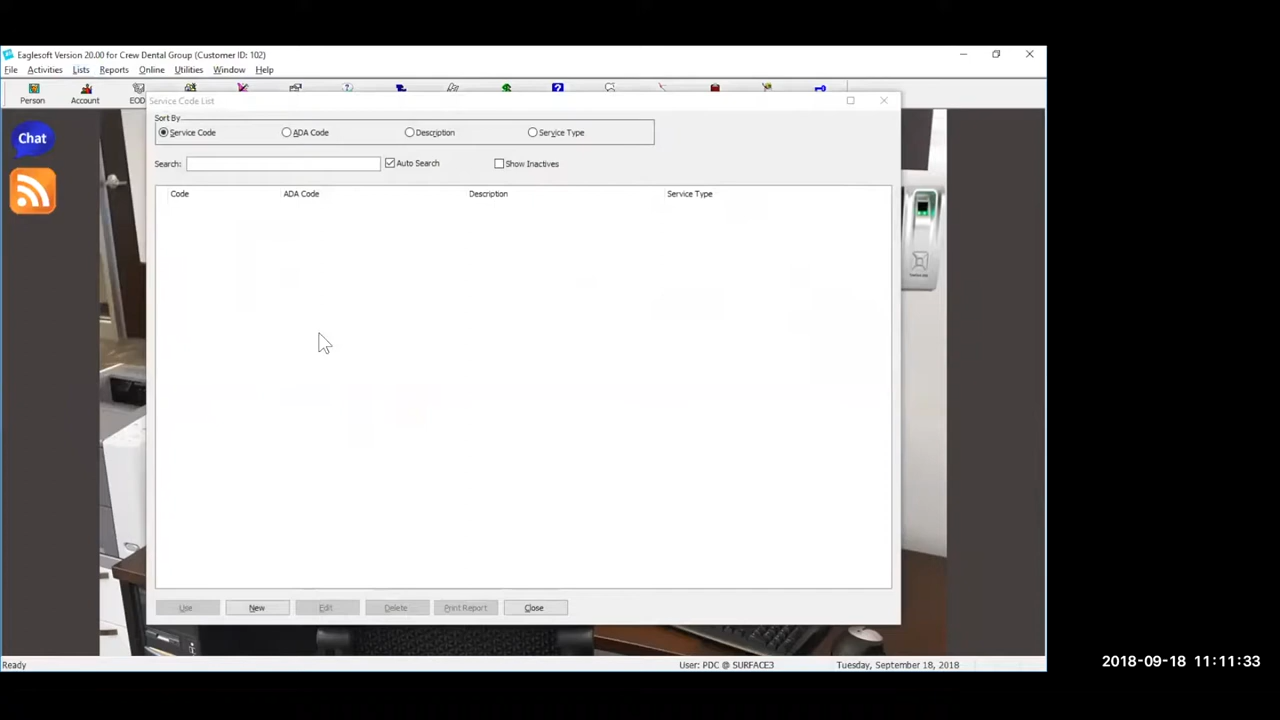 Eaglesoft Version 20.00 for Crew Dental Group (Customer ID: 102)
File Activities Lists Reports Online Utilities Window Help
Person Account EOD
Service Code List
Chat
Sort By
Service Code ADA Code Description Service Type
Search: Auto Search Show Inactives
Code ADA Code Description Service Type
Use New Edit Delete Print Report Close
Ready User: PDC @ SURFACE3 Tuesday, September 18, 2018
2018-09-18 11:11:33